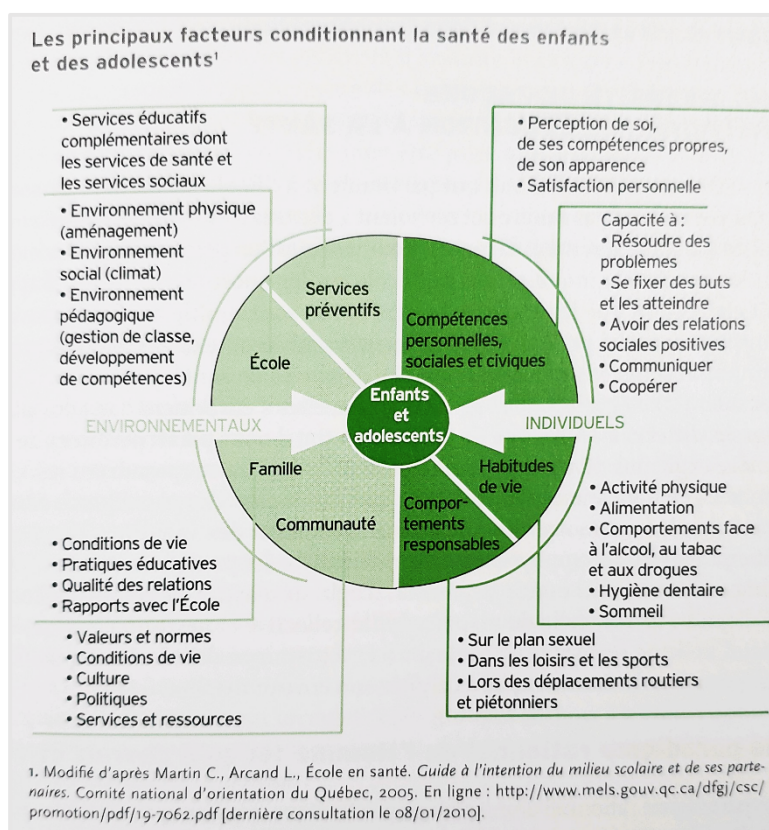 Les principaux facteurs conditionnant la santé des enfants
et des adolescents¹
• Services éducatifs
complémentaires dont
les services de santé et
les services sociaux
• Environnement physique
(aménagement)
• Environnement
social (climat)
• Environnement
pédagogique
(gestion de classe,
développement
de compétences)
• Perception de soi,
de ses compétences propres,
de son apparence
• Satisfaction personnelle
Capacité à :
• Résoudre des
problèmes
• Se fixer des buts
et les atteindre
• Avoir des relations
sociales positives
• Communiquer
• Coopérer
Services
préventifs
École
Compétences
personnelles,
sociales et civiques
ENVIRONNEMENTAUX
Enfants
et
adolescents
INDIVIDUELS
Famille
Communauté
Habitudes
de vie
Compor-
tements
responsables
• Conditions de vie
• Pratiques éducatives
• Qualité des relations
• Rapports avec l'École
• Valeurs et normes
• Conditions de vie
• Culture
• Politiques
• Services et ressources
• Activité physique
• Alimentation
• Comportements face
à l'alcool, au tabac
et aux drogues
• Hygiène dentaire
• Sommeil
• Sur le plan sexuel
• Dans les loisirs et les sports
• Lors des déplacements routiers
et piétonniers
1. Modifié d'après Martin C., Arcand L., École en santé. Guide à l'intention du milieu scolaire et de ses parte-
naires. Comité national d'orientation du Québec, 2005. En ligne : http://www.mels.gouv.qc.ca/dfgj/csc/
promotion/pdf/19-7062.pdf [dernière consultation le 08/01/2010].